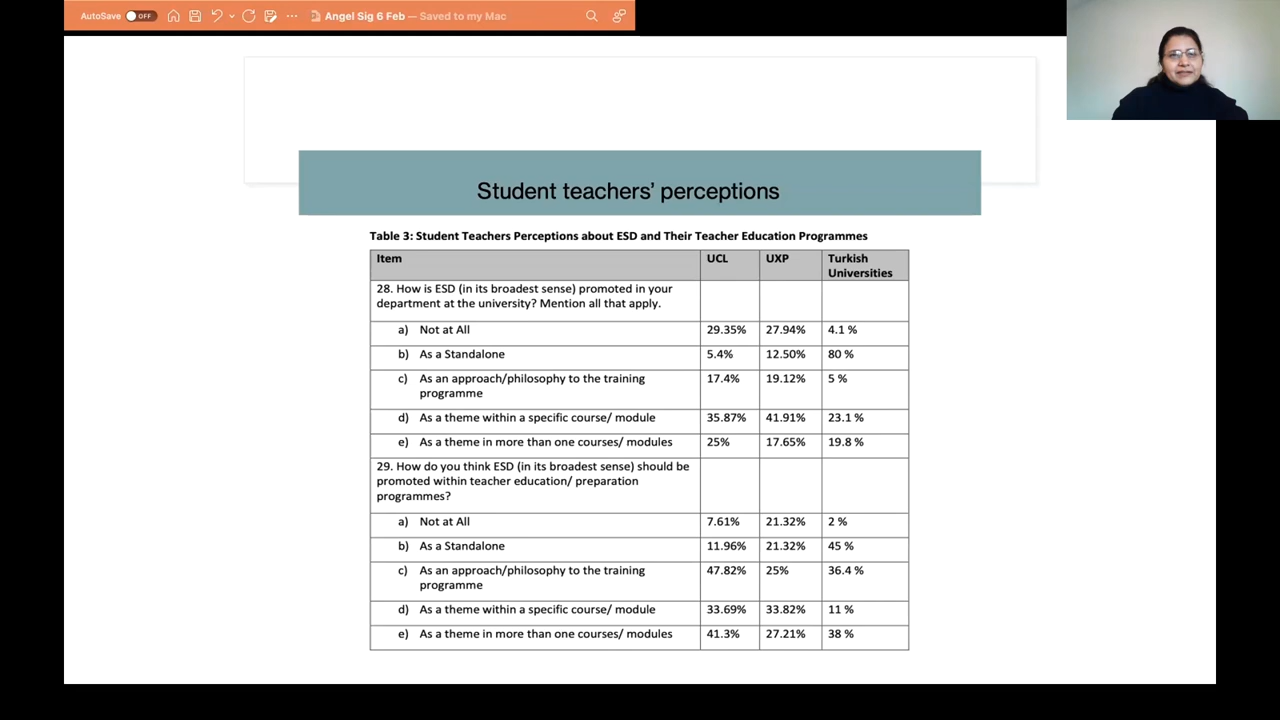 AutoSave OFF
Angel Sig 6 Feb — Saved to my Mac
Student teachers' perceptions
Table 3: Student Teachers Perceptions about ESD and Their Teacher Education Programmes
Item UCL UXP Turkish
Universities
28. How is ESD (in its broadest sense) promoted in your
department at the university? Mention all that apply.
a) Not at All 29.35% 27.94% 4.1 %
b) As a Standalone 5.4% 12.50% 80 %
c) As an approach/philosophy to the training 17.4% 19.12% 5 %
programme
d) As a theme within a specific course/ module 35.87% 41.91% 23.1 %
e) As a theme in more than one courses/ modules 25% 17.65% 19.8 %
29. How do you think ESD (in its broadest sense) should be
promoted within teacher education/ preparation
programmes?
a) Not at All 7.61% 21.32% 2 %
b) As a Standalone 11.96% 21.32% 45 %
c) As an approach/philosophy to the training 47.82% 25% 36.4 %
programme
d) As a theme within a specific course/ module 33.69% 33.82% 11 %
e) As a theme in more than one courses/ modules 41.3% 27.21% 38 %